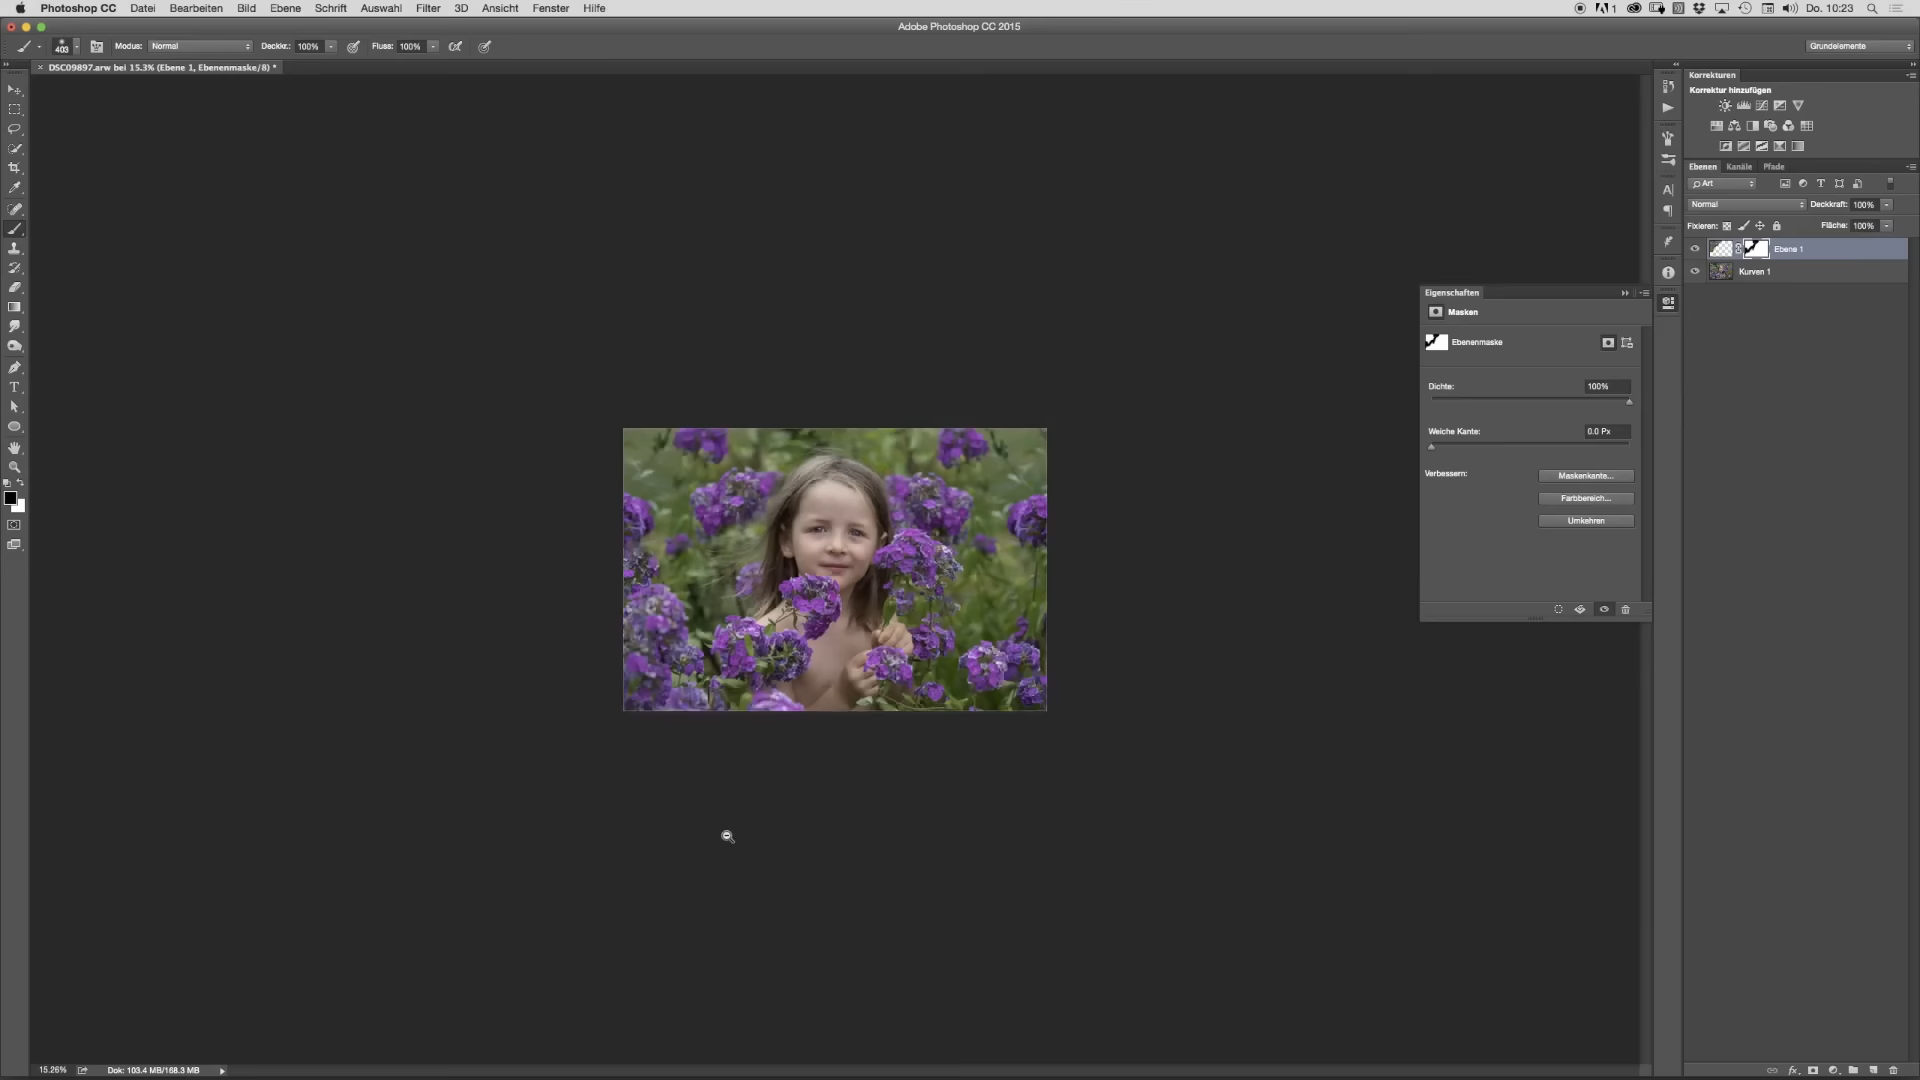 Photoshop CC Datei Bearbeiten Bild Ebene Schrift Auswahl Filter 3D Ansicht Fenster Hilfe 1 Do. 10:23
Adobe Photoshop CC 2015
403 Modus: Normal Deckkr.: 100% Fluss: 100% Grundelemente
DSC09897.arw bei 15.3% (Ebene 1, Ebenenmaske/8) *
Korrekturen
Korrektur hinzufügen
Ebenen Kanäle Pfade
Art
Normal Deckkraft: 100%
Fixieren: Fläche: 100%
Ebene 1
Kurven 1
Eigenschaften
Masken
Ebenenmaske
Dichte: 100%
Weiche Kante: 0.0 Px
Verbessern: Maskenkante...
Farbbereich...
Umkehren
15.26% Dok: 103.4 MB/168.3 MB